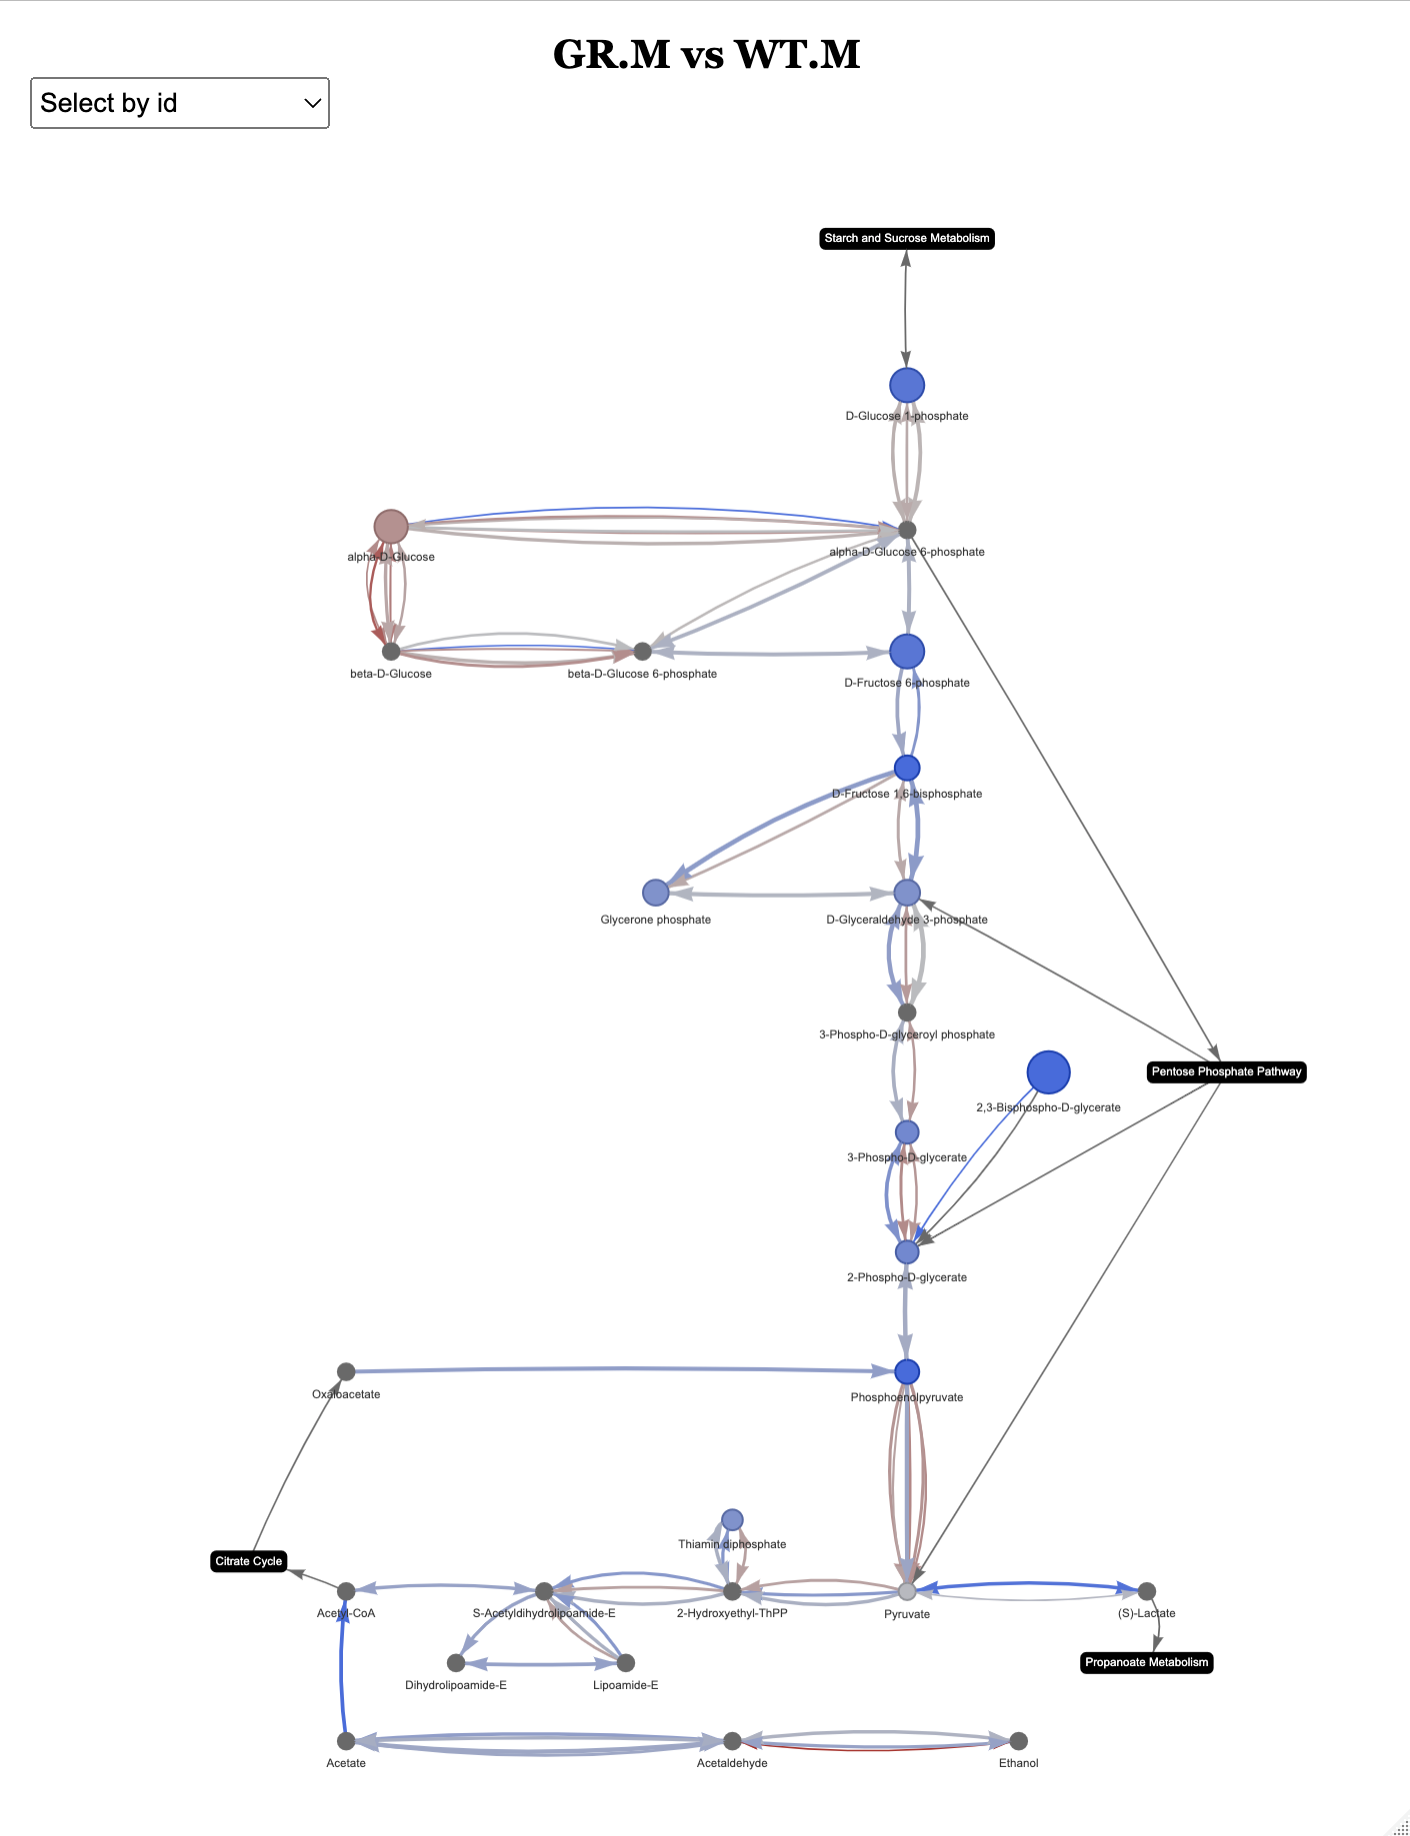 GR.M vs WT.M
Select by id
Starch and Sucrose Metabolism
D-Glucose 1-phosphate
alpha-D-Glucose
alpha-D-Glucose 6-phosphate
beta-D-Glucose
beta-D-Glucose 6-phosphate
D-Fructose 6-phosphate
D-Fructose 1,6-bisphosphate
Glycerone phosphate
D-Glyceraldehyde 3-phosphate
3-Phospho-D-glyceroyl phosphate
Pentose Phosphate Pathway
2,3-Bisphospho-D-glycerate
3-Phospho-D-glycerate
2-Phospho-D-glycerate
Oxaloacetate
Phosphoenolpyruvate
Thiamin diphosphate
Citrate Cycle
Acetyl-CoA
S-Acetyldihydrolipoamide-E
2-Hydroxyethyl-ThPP
Pyruvate
(S)-Lactate
Propanoate Metabolism
Dihydrolipoamide-E
Lipoamide-E
Acetate
Acetaldehyde
Ethanol